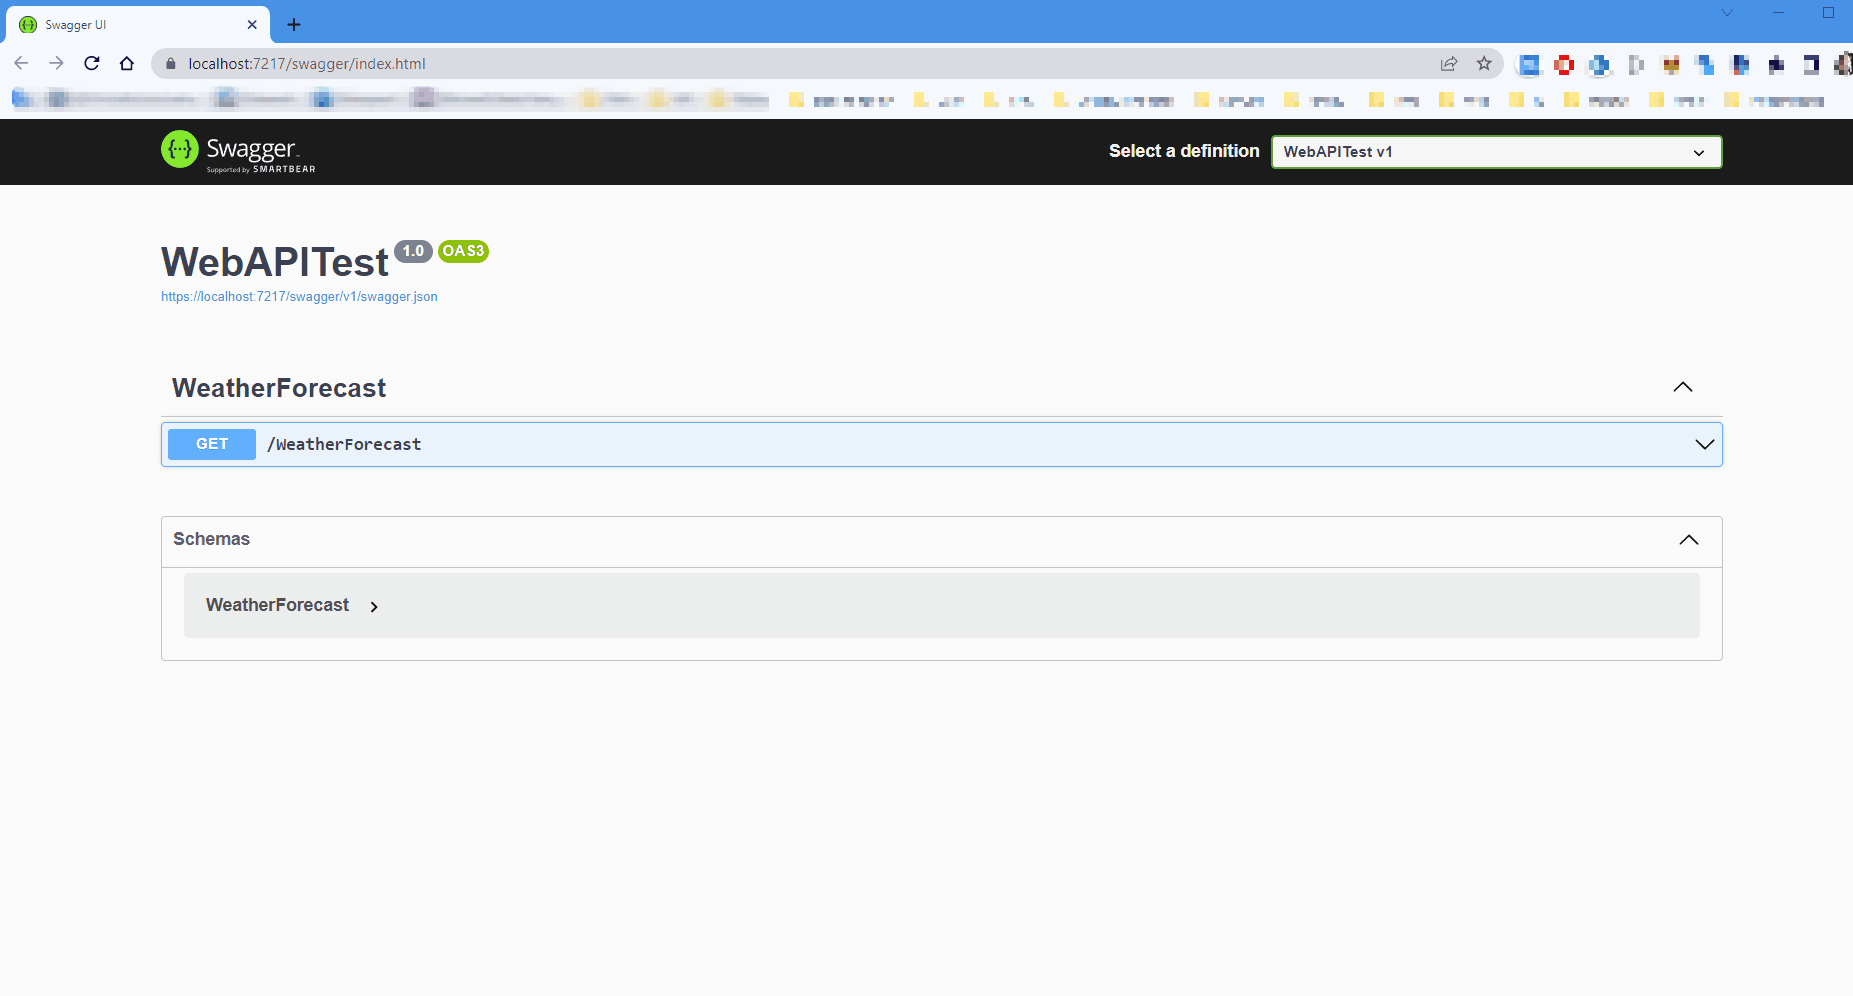 Swagger UI
localhost:7217/swagger/index.html
Swagger
Supported by SMARTBEAR
Select a definition
WebAPITest v1
WebAPITest 1.0 OAS3
https://localhost:7217/swagger/v1/swagger.json
WeatherForecast
GET /WeatherForecast
Schemas
WeatherForecast